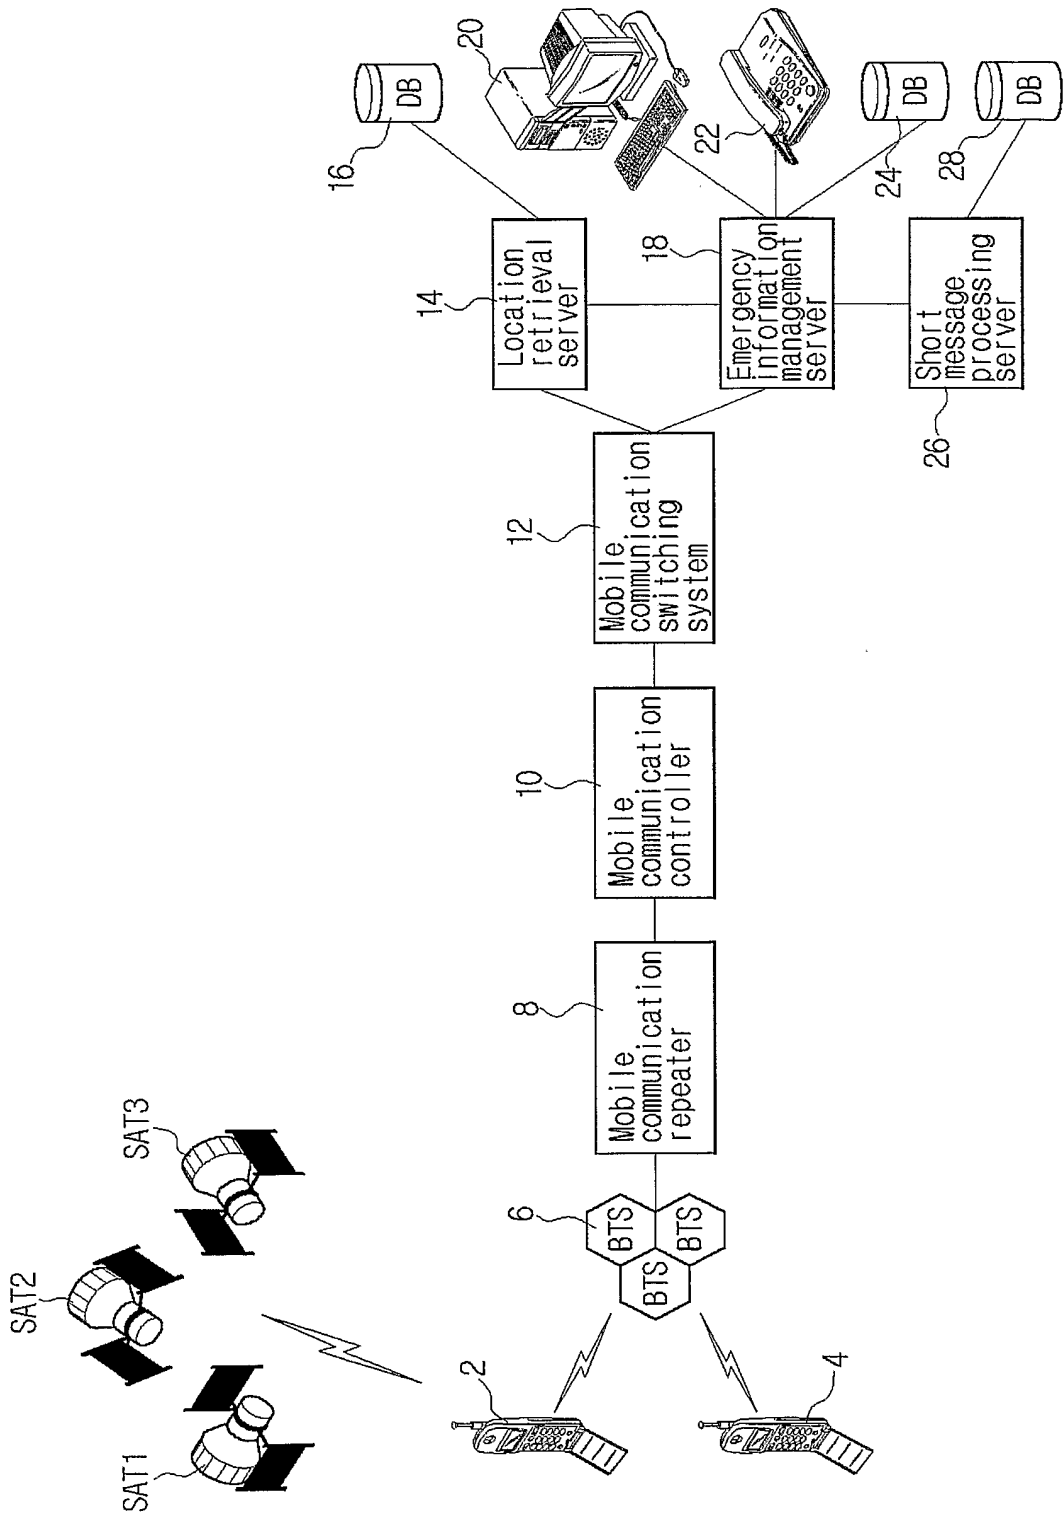 SAT1
SAT2
SAT3
2
4
6
BTS
BTS
BTS
8
Mobile
communication
repeater
10
Mobile
communication
controller
12
Mobile
communication
switching
system
14
Location
retrieval
server
16
DB
18
Emergency
information
management
server
20
22
24
DB
26
Short
message
processing
server
28
DB